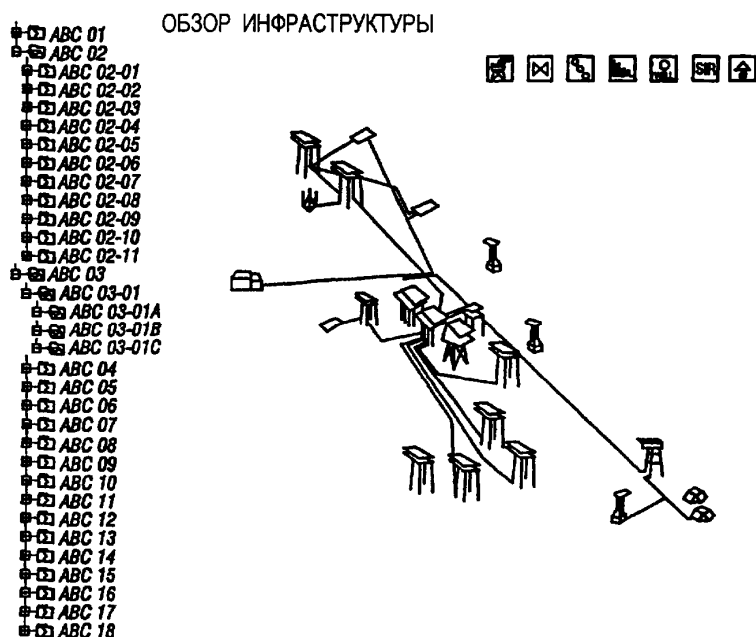 ОБЗОР ИНФРАСТРУКТУРЫ
ABC 01
ABC 02
ABC 02-01
ABC 02-02
ABC 02-03
ABC 02-04
ABC 02-05
ABC 02-06
ABC 02-07
ABC 02-08
ABC 02-09
ABC 02-10
ABC 02-11
ABC 03
ABC 03-01
ABC 03-01A
ABC 03-01B
ABC 03-01C
ABC 04
ABC 05
ABC 06
ABC 07
ABC 08
ABC 09
ABC 10
ABC 11
ABC 12
ABC 13
ABC 14
ABC 15
ABC 16
ABC 17
ABC 18